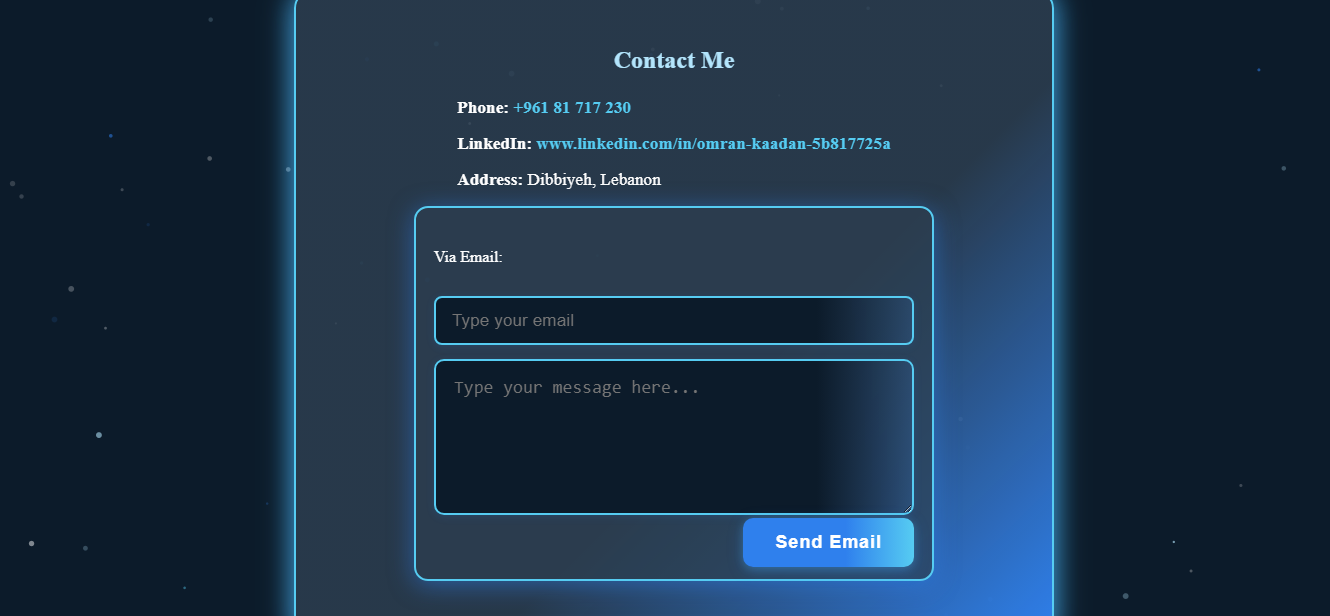 Contact Me
Phone: +961 81 717 230
LinkedIn: www.linkedin.com/in/omran-kaadan-5b817725a
Address: Dibbiyeh, Lebanon
Via Email:
Type your email
Type your message here...
Send Email